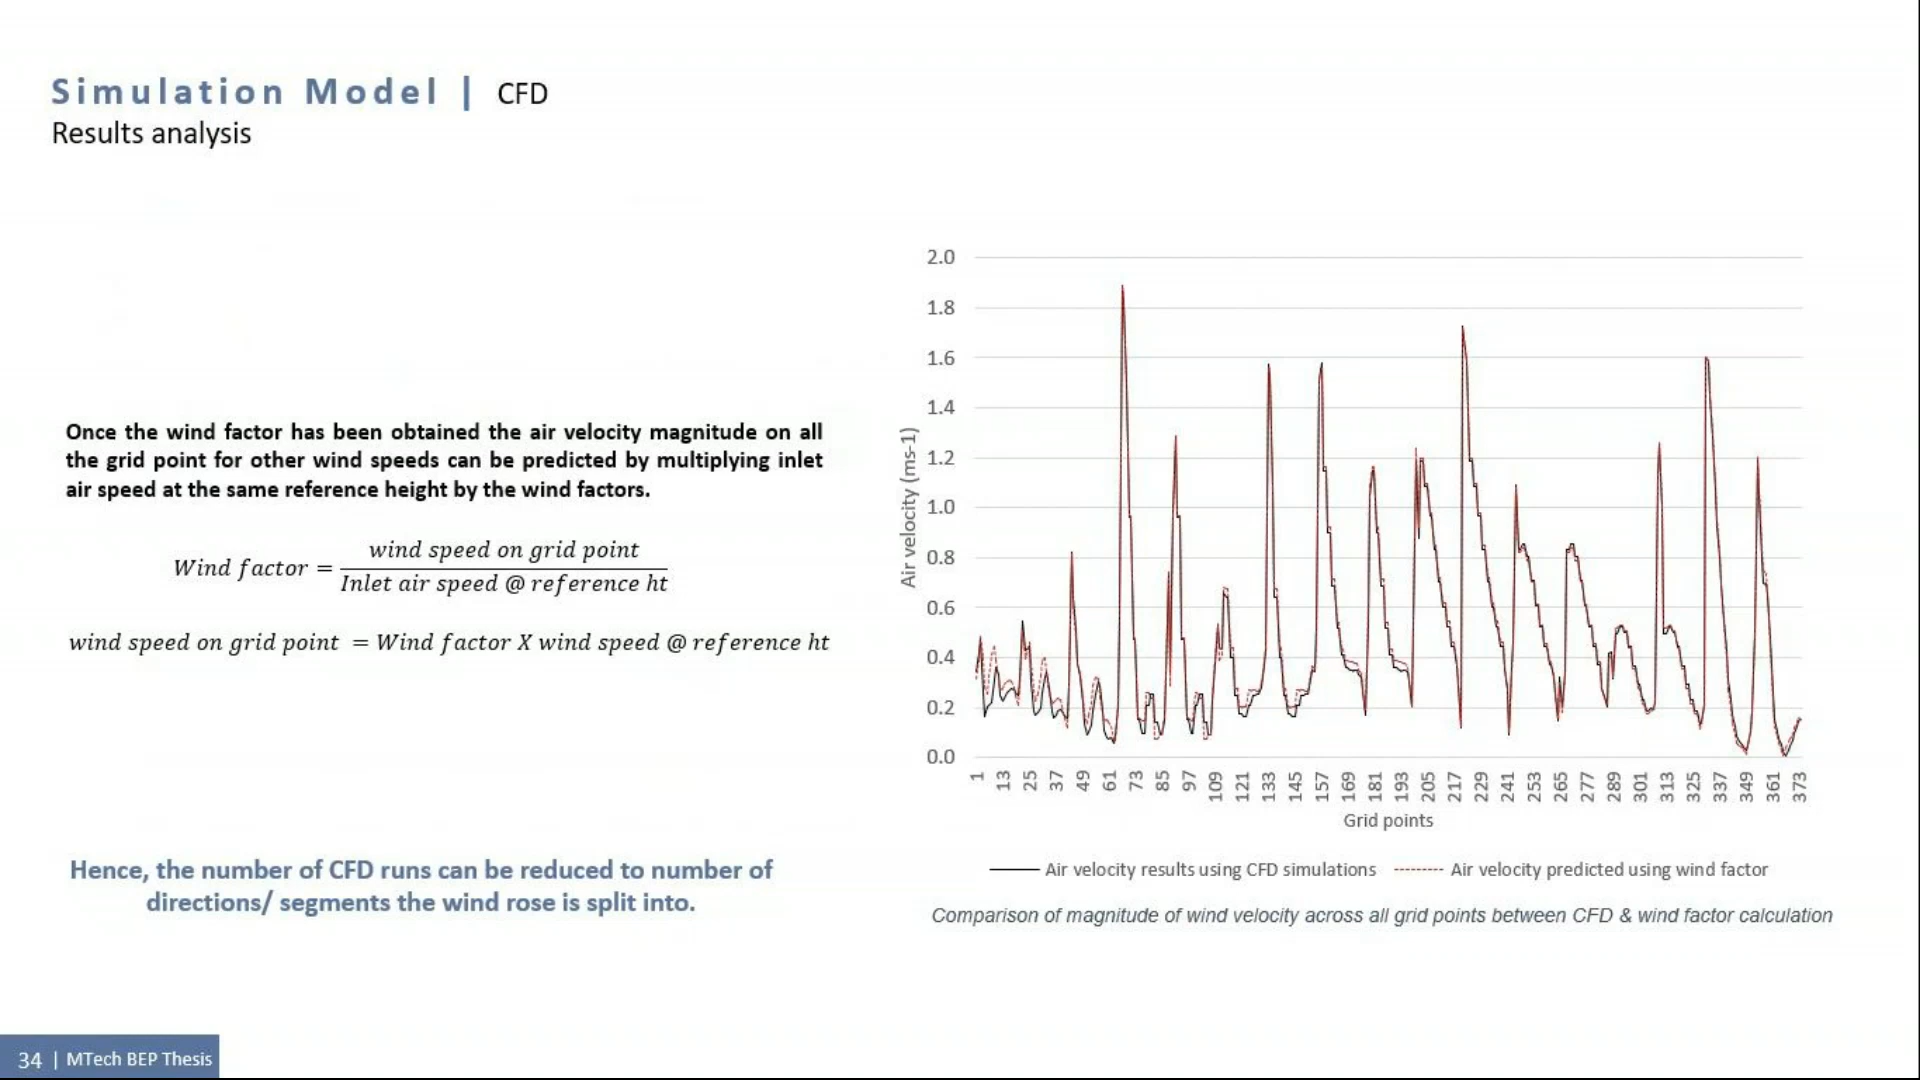 Simulation Model | CFD
Results analysis
Once the wind factor has been obtained the air velocity magnitude on all
the grid point for other wind speeds can be predicted by multiplying inlet
air speed at the same reference height by the wind factors.
Wind factor = wind speed on grid point
Inlet air speed @ reference ht
wind speed on grid point = Wind factor X wind speed @ reference ht
Hence, the number of CFD runs can be reduced to number of
directions/ segments the wind rose is split into.
2.0
1.8
1.6
1.4
1.2
1.0
0.8
0.6
0.4
0.2
0.0
Air velocity (ms-1)
1 13 25 37 49 61 73 85 97 109 121 133 145 157 169 181 193 205 217 229 241 253 265 277 289 301 313 325 337 349 361 373
Grid points
Air velocity results using CFD simulations Air velocity predicted using wind factor
Comparison of magnitude of wind velocity across all grid points between CFD & wind factor calculation
34 | MTech BEP Thesis